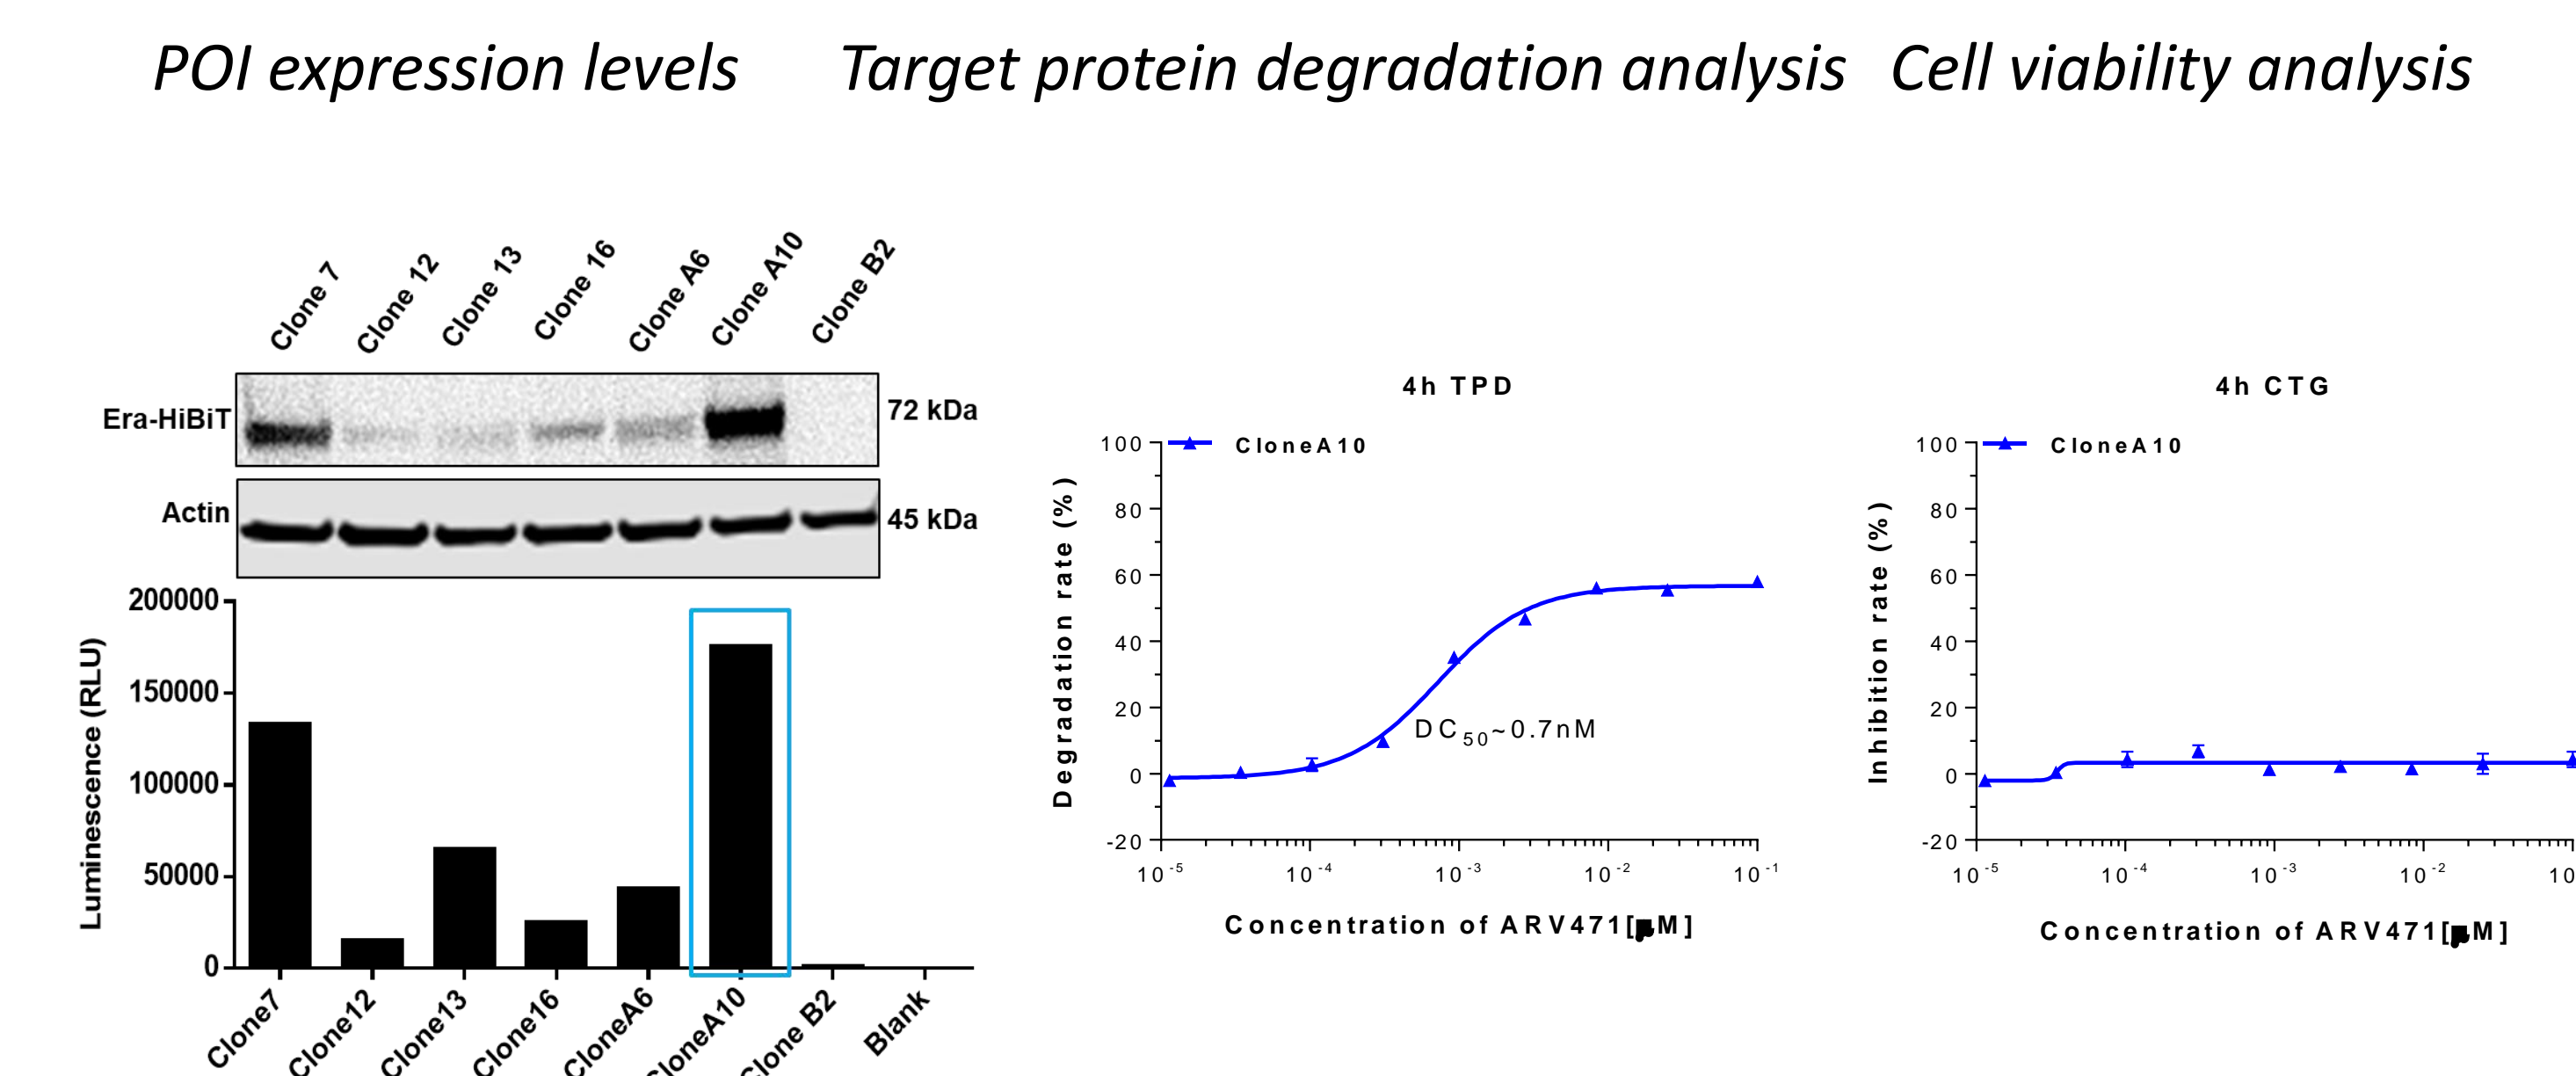 POI expression levels
Target protein degradation analysis
Cell viability analysis
Clone 7
Clone 12
Clone 13
Clone 16
Clone A6
Clone A10
Clone B2
Era-HiBiT
72 kDa
Actin
45 kDa
Luminescence (RLU)
200000
150000
100000
50000
0
Clone7
Clone12
Clone13
Clone16
CloneA6
CloneA10
Clone B2
Blank
4h TPD
CloneA10
Degradation rate (%)
100
80
60
40
20
0
-20
DC50~0.7nM
10-5
10-4
10-3
10-2
10-1
Concentration of ARV471[μM]
4h CTG
CloneA10
Inhibition rate (%)
100
80
60
40
20
0
-20
10-5
10-4
10-3
10-2
10
Concentration of ARV471[μM]